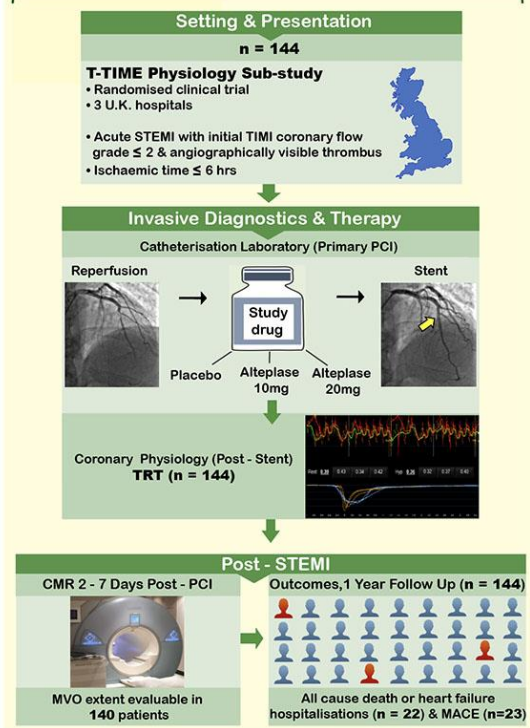 Setting & Presentation
n = 144
T-TIME Physiology Sub-study
• Randomised clinical trial
• 3 U.K. hospitals
• Acute STEMI with initial TIMI coronary flow
grade ≤ 2 & angiographically visible thrombus
• Ischaemic time ≤ 6 hrs
Invasive Diagnostics & Therapy
Catheterisation Laboratory (Primary PCI)
Reperfusion
Stent
Study
drug
Placebo
Alteplase
10mg
Alteplase
20mg
Coronary Physiology (Post - Stent)
TRT (n = 144)
Post - STEMI
CMR 2 - 7 Days Post - PCI
MVO extent evaluable in
140 patients
Outcomes,1 Year Follow Up (n = 144)
All cause death or heart failure
hospitalisations (n = 22) & MACE (n=23)